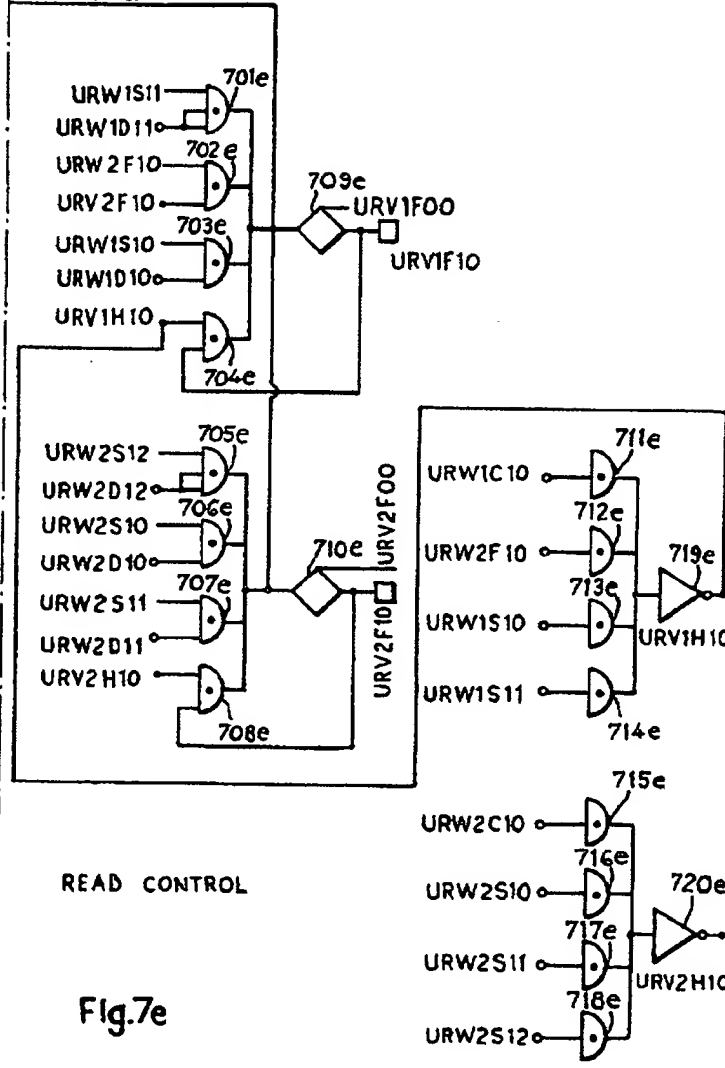 701e
URW1S11
URW1D11
702e
URW2F10
URV2F10
703e
URW1S10
URW1D10
URV1H10
704e
709e
URV1F00
URV1F10
705e
URW2S12
URW2D12
706e
URW2S10
URW2D10
707e
URW2S11
URW2D11
URV2H10
708e
710e
URV2F00
URV2F10
711e
URW1C10
712e
URW2F10
713e
URW1S10
URW1S11
714e
719e
URV1H10
715e
URW2C10
716e
URW2S10
717e
URW2S11
718e
URW2S12
720e
URV2H10
READ CONTROL
Fig.7e